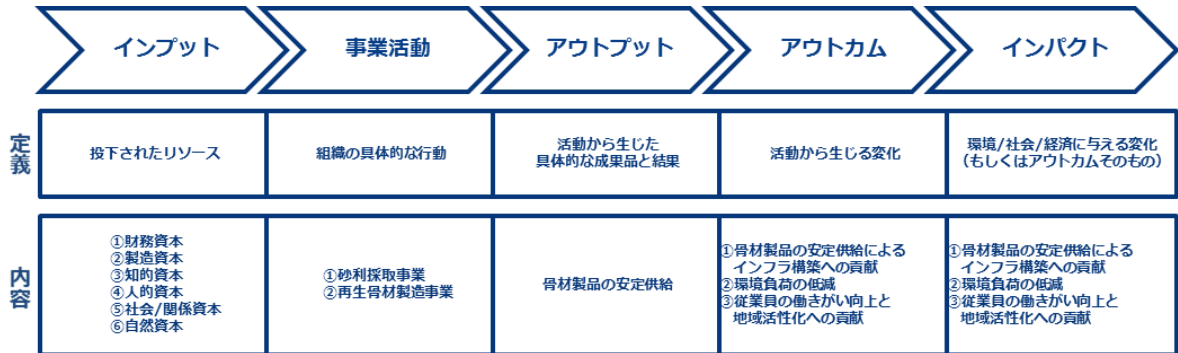 インプット
事業活動
アウトプット
アウトカム
インパクト
定義
投下されたリソース
組織の具体的な行動
活動から生じた
具体的な成果品と結果
活動から生じる変化
環境/社会/経済に与える変化
（もしくはアウトカムそのもの）
内容
①財務資本
②製造資本
③知的資本
④人的資本
⑤社会/関係資本
⑥自然資本
①砂利採取事業
②再生骨材製造事業
骨材製品の安定供給
①骨材製品の安定供給による
インフラ構築への貢献
②環境負荷の低減
③従業員の働きがい向上と
地域活性化への貢献
①骨材製品の安定供給による
インフラ構築への貢献
②環境負荷の低減
③従業員の働きがい向上と
地域活性化への貢献